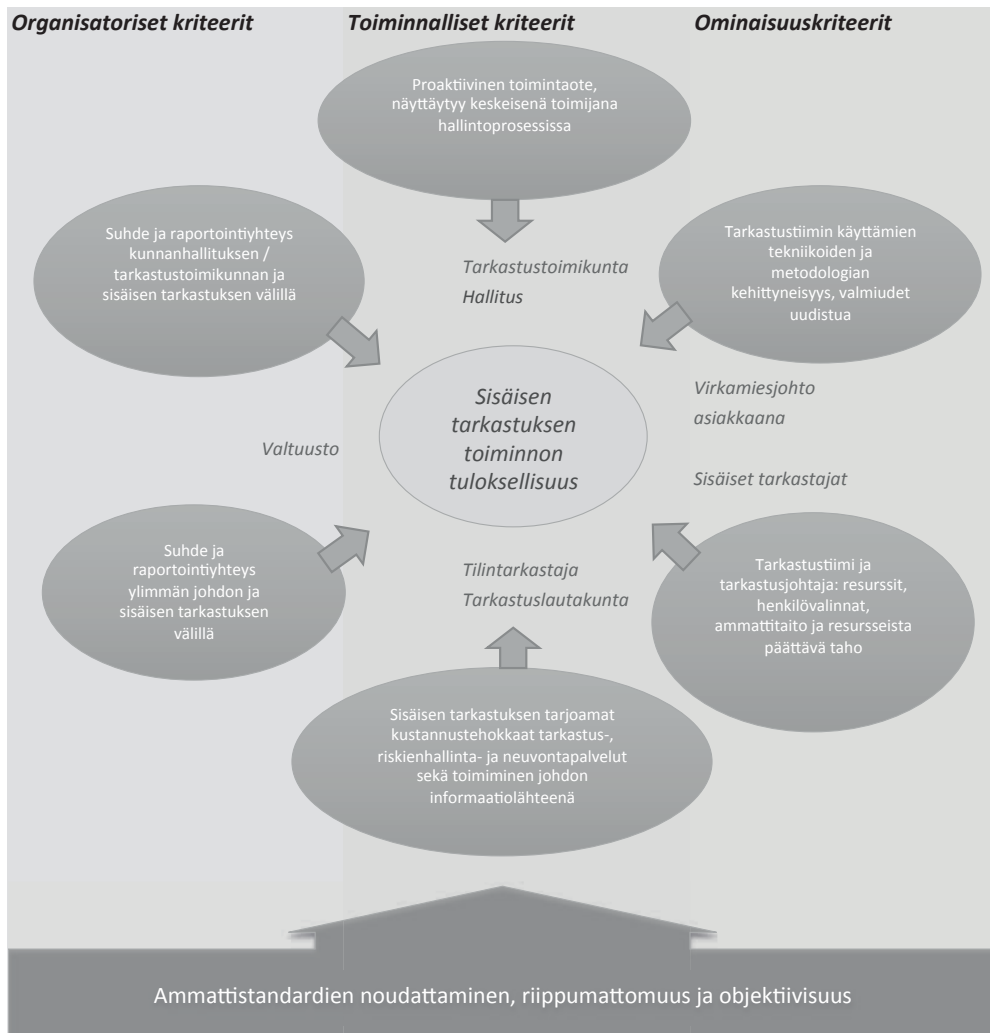 Organisatoriset kriteerit
Toiminnalliset kriteerit
Ominaisuuskriteerit
Proaktiivinen toimintaote,
näyttäytyy keskeisenä toimijana
hallintoprosessissa
Suhde ja raportointiyhteys
kunnanhallituksen /
tarkastustoimikunnan ja
sisäisen tarkastuksen välillä
Tarkastustiimin käyttämien
tekniikoiden ja
metodologian
kehittyneisyys, valmiudet
uudistua
Tarkastustoimikunta
Hallitus
Sisäisen
tarkastuksen
toiminnon
tuloksellisuus
Virkamiesjohto
asiakkaana
Valtuusto
Sisäiset tarkastajat
Suhde ja
raportointiyhteys
ylimmän johdon ja
sisäisen tarkastuksen
välillä
Tilintarkastaja
Tarkastuslautakunta
Tarkastustiimi ja
tarkastusjohtaja: resurssit,
henkilövalinnat,
ammattitaito ja resursseista
päättävä taho
Sisäisen tarkastuksen tarjoamat
kustannustehokkaat tarkastus-,
riskienhallinta- ja neuvontapalvelut
sekä toimiminen johdon
informaatiolähteenä
Ammattistandardien noudattaminen, riippumattomuus ja objektiivisuus